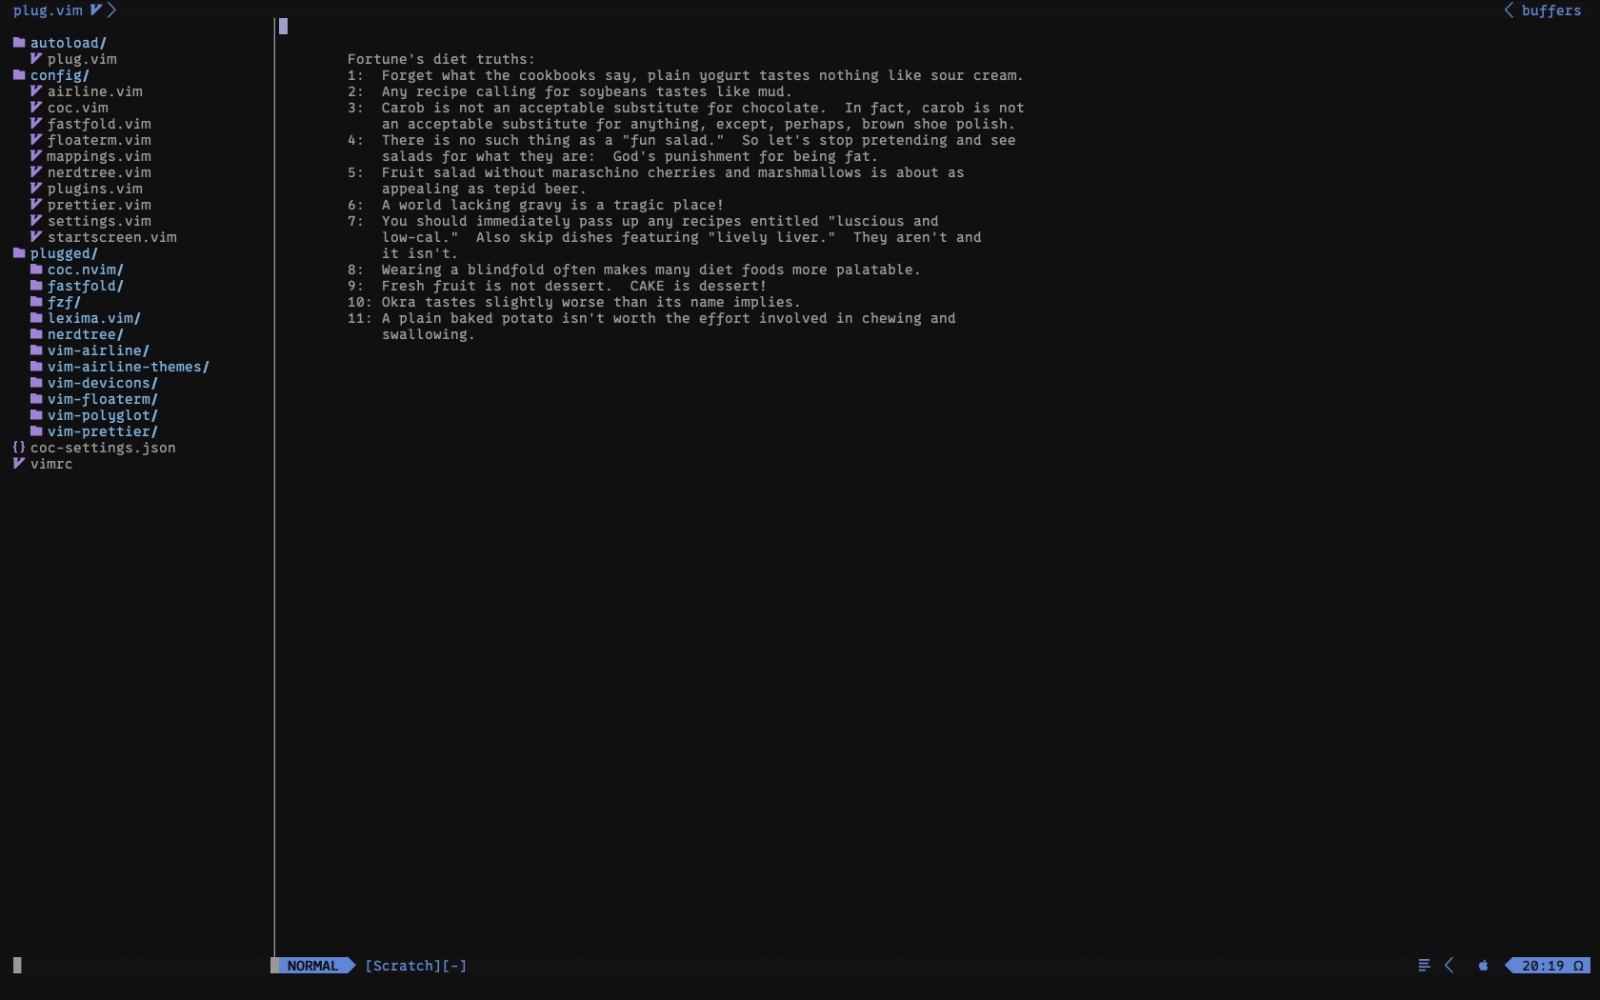 plug.vim
buffers
autoload/
plug.vim
config/
airline.vim
coc.vim
fastfold.vim
floaterm.vim
mappings.vim
nerdtree.vim
plugins.vim
prettier.vim
settings.vim
startscreen.vim
plugged/
coc.nvim/
fastfold/
fzf/
lexima.vim/
nerdtree/
vim-airline/
vim-airline-themes/
vim-devicons/
vim-floaterm/
vim-polyglot/
vim-prettier/
{} coc-settings.json
vimrc
Fortune's diet truths:
1:  Forget what the cookbooks say, plain yogurt tastes nothing like sour cream.
2:  Any recipe calling for soybeans tastes like mud.
3:  Carob is not an acceptable substitute for chocolate.  In fact, carob is not
an acceptable substitute for anything, except, perhaps, brown shoe polish.
4:  There is no such thing as a "fun salad."  So let's stop pretending and see
salads for what they are:  God's punishment for being fat.
5:  Fruit salad without maraschino cherries and marshmallows is about as
appealing as tepid beer.
6:  A world lacking gravy is a tragic place!
7:  You should immediately pass up any recipes entitled "luscious and
low-cal."  Also skip dishes featuring "lively liver."  They aren't and
it isn't.
8:  Wearing a blindfold often makes many diet foods more palatable.
9:  Fresh fruit is not dessert.  CAKE is dessert!
10: Okra tastes slightly worse than its name implies.
11: A plain baked potato isn't worth the effort involved in chewing and
swallowing.
NORMAL [Scratch][-]
20:19 Ω